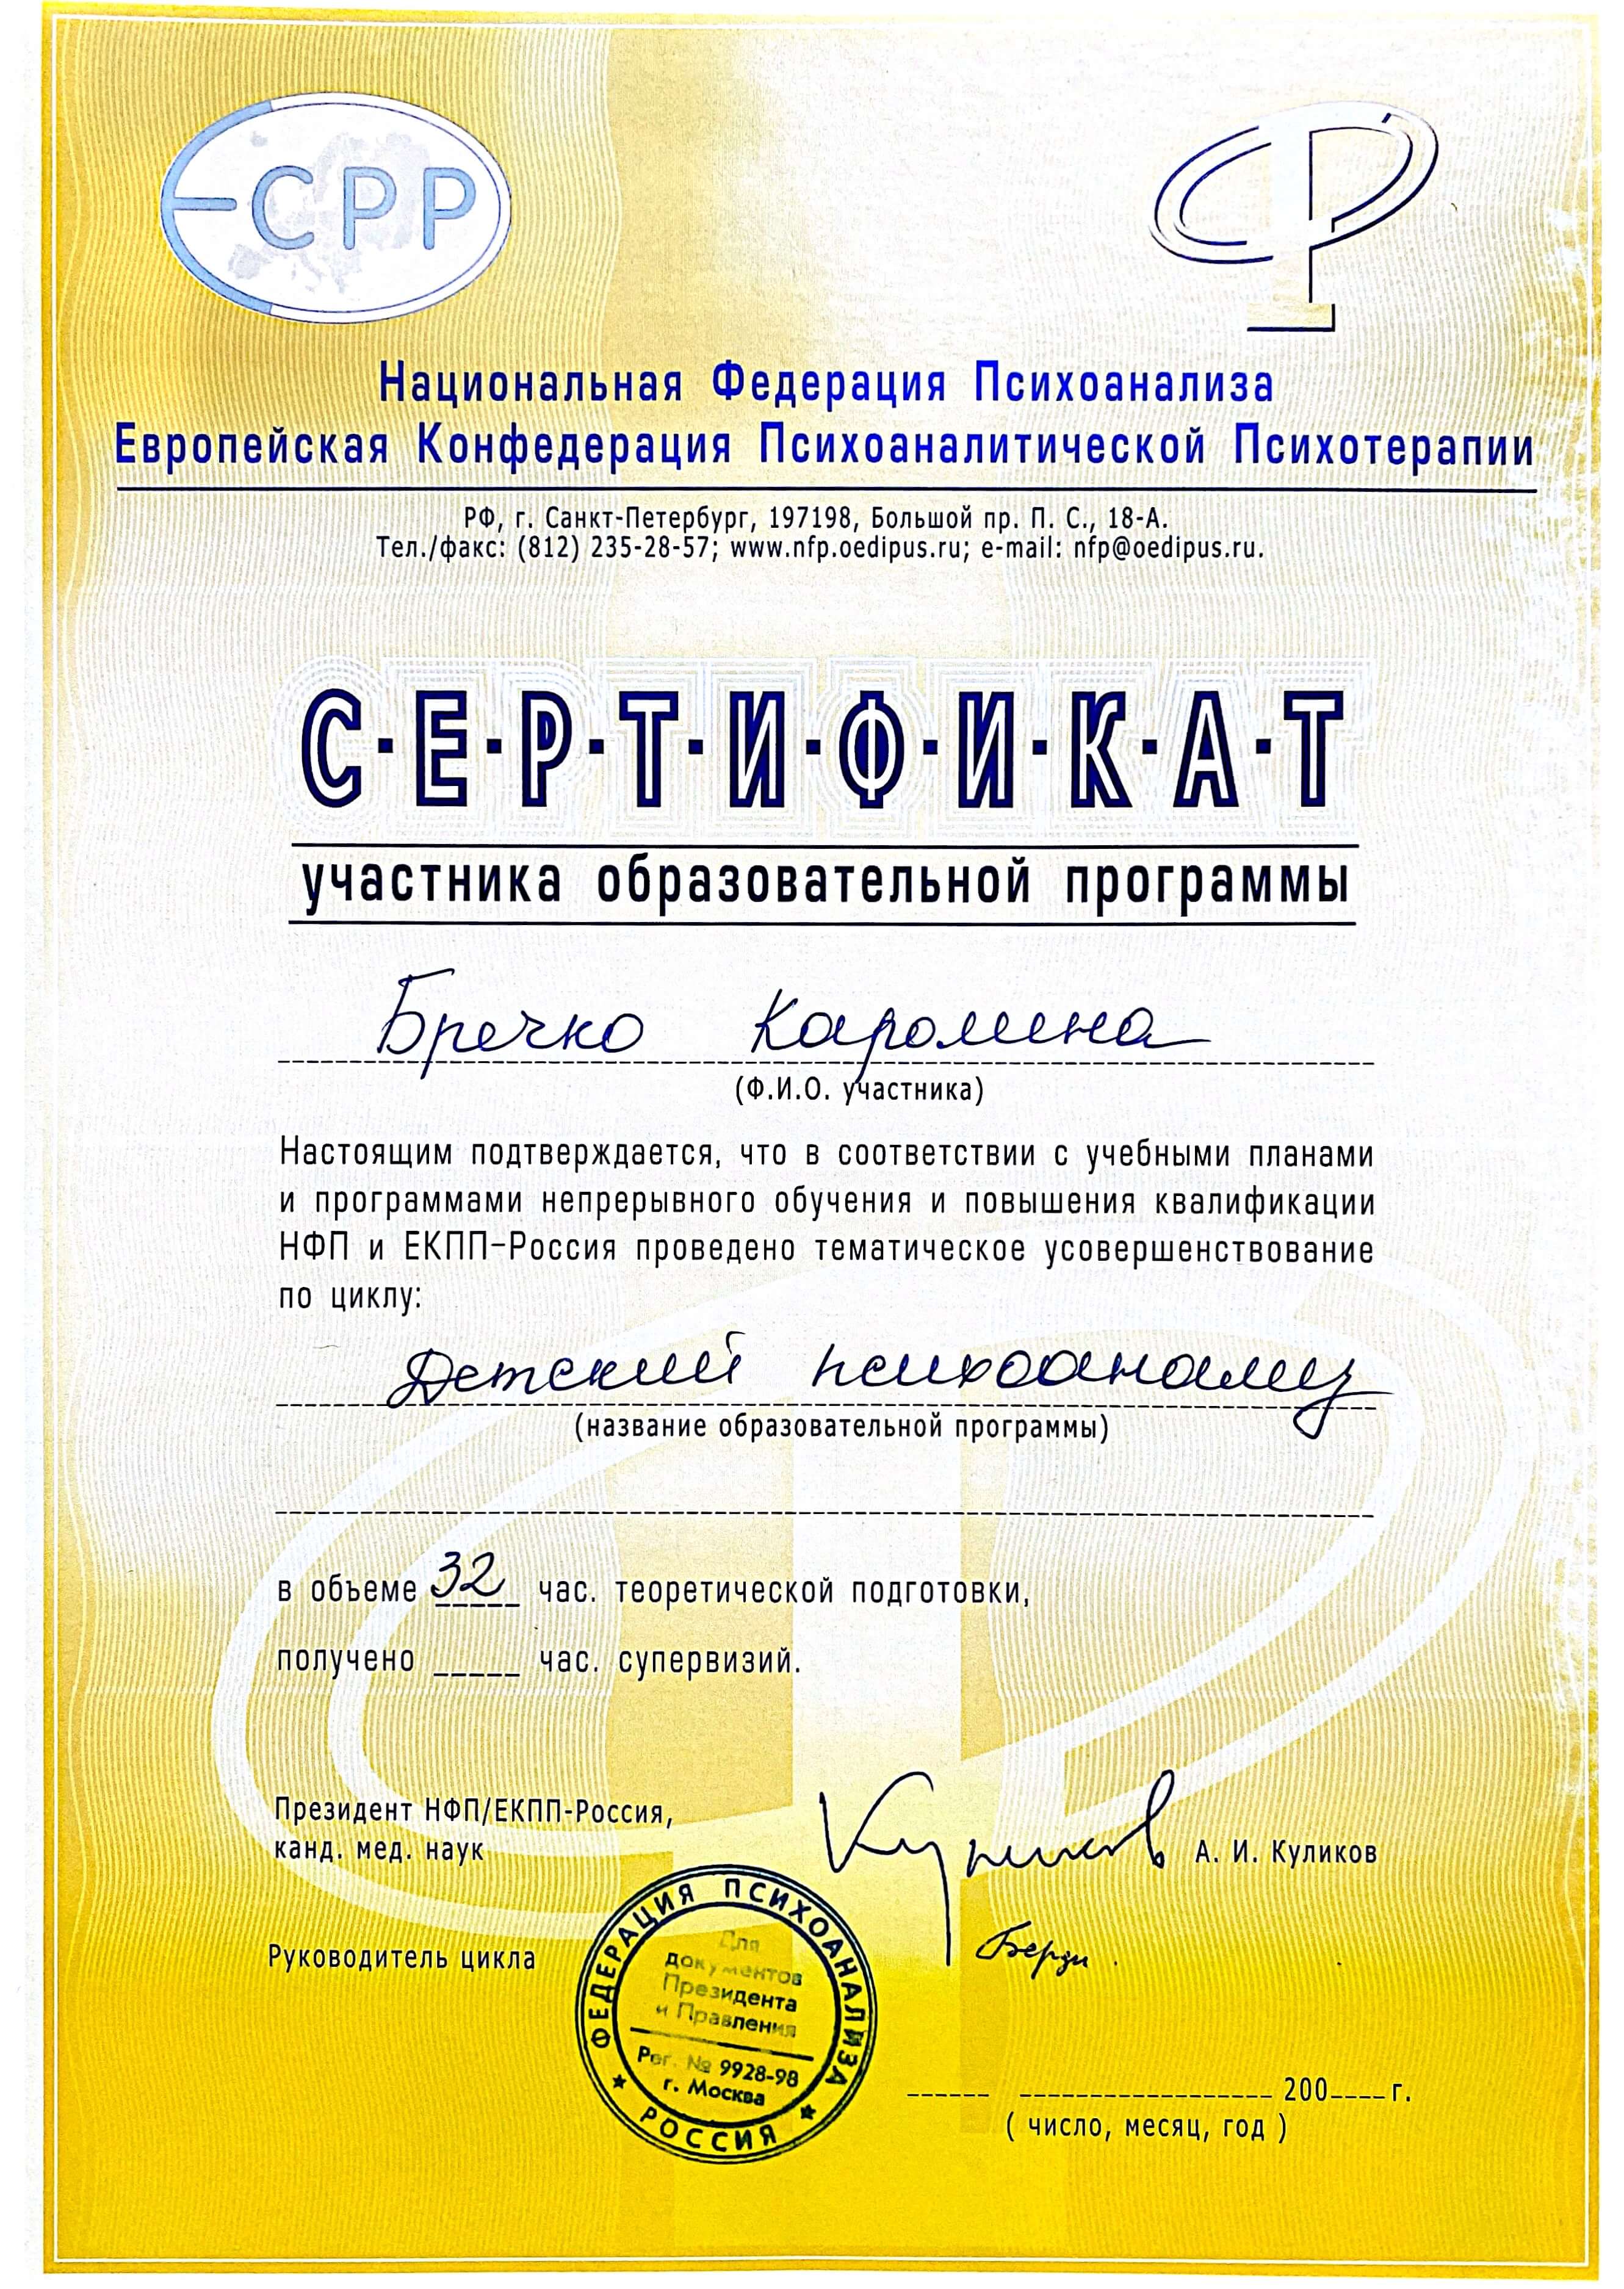 ECPP
Национальная Федерация Психоанализа
Европейская Конфедерация Психоаналитической Психотерапии
РФ, г. Санкт-Петербург, 197198, Большой пр. П. С., 18-А.
Тел./факс: (812) 235-28-57; www.nfp.oedipus.ru; e-mail: nfp@oedipus.ru.
С·Е·Р·Т·И·Ф·И·К·А·Т
участника образовательной программы
Бречко Каролина
(Ф.И.О. участника)
Настоящим подтверждается, что в соответствии с учебными планами
и программами непрерывного обучения и повышения квалификации
НФП и ЕКПП-Россия проведено тематическое усовершенствование
по циклу:
Детский психоанализ
(название образовательной программы)
в объеме 32 час. теоретической подготовки,
получено _____ час. супервизий.
Президент НФП/ЕКПП-Россия,
канд. мед. наук
А. И. Куликов
Руководитель цикла
ФЕДЕРАЦИЯ ПСИХОАНАЛИЗА
Для
документов
Президента
и Правления
Рег. № 9928-98
г. Москва
РОССИЯ
200____г.
( число, месяц, год )